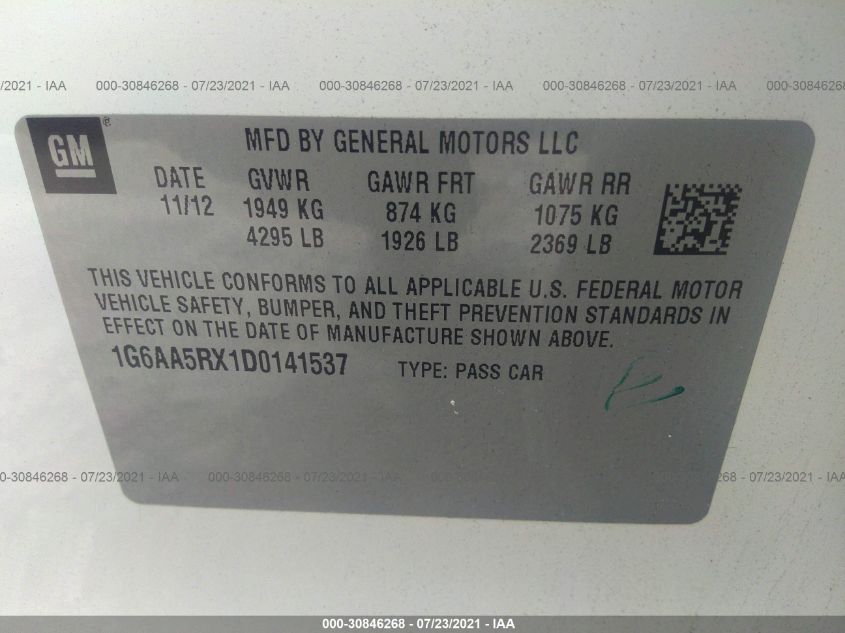 /2021 - IAA 000-30846268 - 07/23/2021 - IAA 000-30846268 - 07/23/2021 - IAA 000-30846268 - 07/23/2021 - IAA 000-308
GM ®
MFD BY GENERAL MOTORS LLC
DATE GVWR GAWR FRT GAWR RR
11/12 1949 KG 874 KG 1075 KG
4295 LB 1926 LB 2369 LB
THIS VEHICLE CONFORMS TO ALL APPLICABLE U.S. FEDERAL MOTOR
VEHICLE SAFETY, BUMPER, AND THEFT PREVENTION STANDARDS IN
EFFECT ON THE DATE OF MANUFACTURE SHOWN ABOVE.
1G6AA5RX1D0141537 TYPE: PASS CAR
0-30846268 - 07/23/2021 - IAA 000-30846268 - 07/23/2021 - IAA 000-30846268 - 07/23/2021 - IAA 000-30846268 - 07/23/2021 - IAA
000-30846268 - 07/23/2021 - IAA